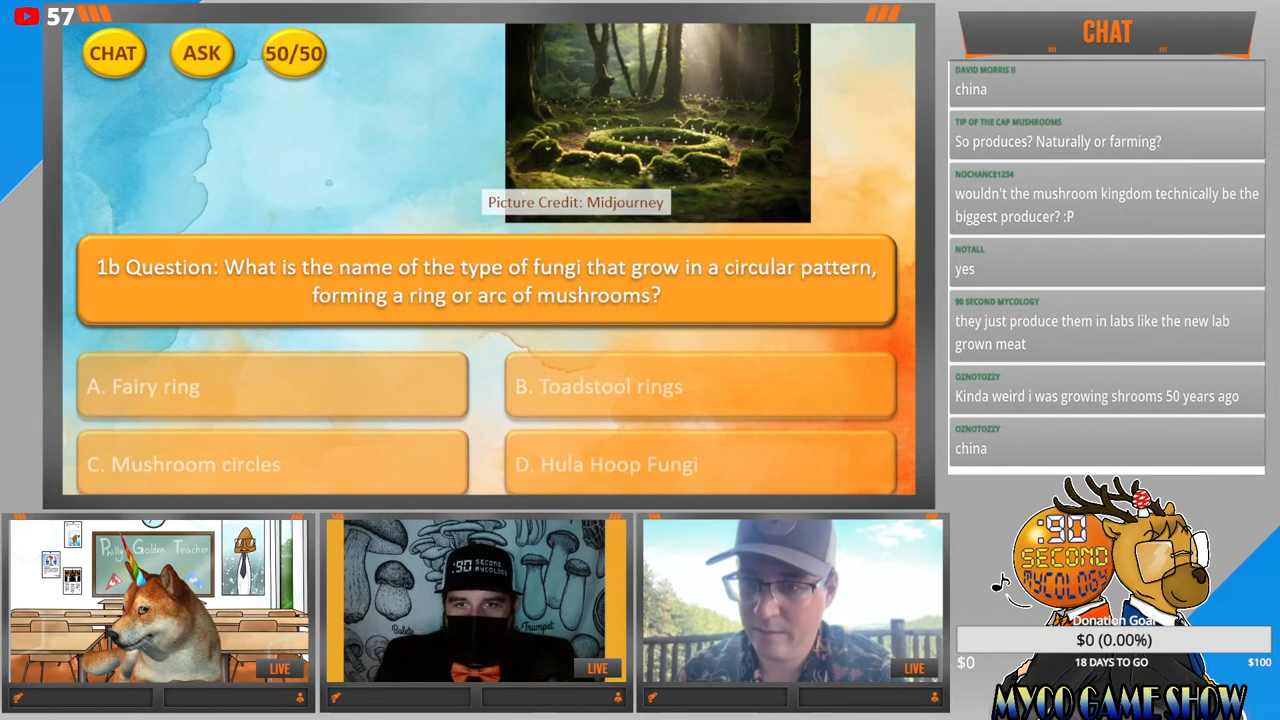 57
CHAT
ASK
50/50
Picture Credit: Midjourney
1b Question: What is the name of the type of fungi that grow in a circular pattern,
forming a ring or arc of mushrooms?
A. Fairy ring
B. Toadstool rings
C. Mushroom circles
D. Hula Hoop Fungi
CHAT
DAVID MORRIS II
china
TIP OF THE CAP MUSHROOMS
So produces? Naturally or farming?
NOCHANCE1234
wouldn't the mushroom kingdom technically be the
biggest producer? :P
NOTALL
yes
90 SECOND MYCOLOGY
they just produce them in labs like the new lab
grown meat
OZNOTOZZY
Kinda weird i was growing shrooms 50 years ago
OZNOTOZZY
china
Philly Golden Teacher
LIVE
:90 SECOND
MYCOLOGY
Bolete
Trumpet
LIVE
LIVE
:90
SECOND
MYCOLOGY
Donation Goal
$0 (0.00%)
$0
18 DAYS TO GO
$100
MYCO GAME SHOW